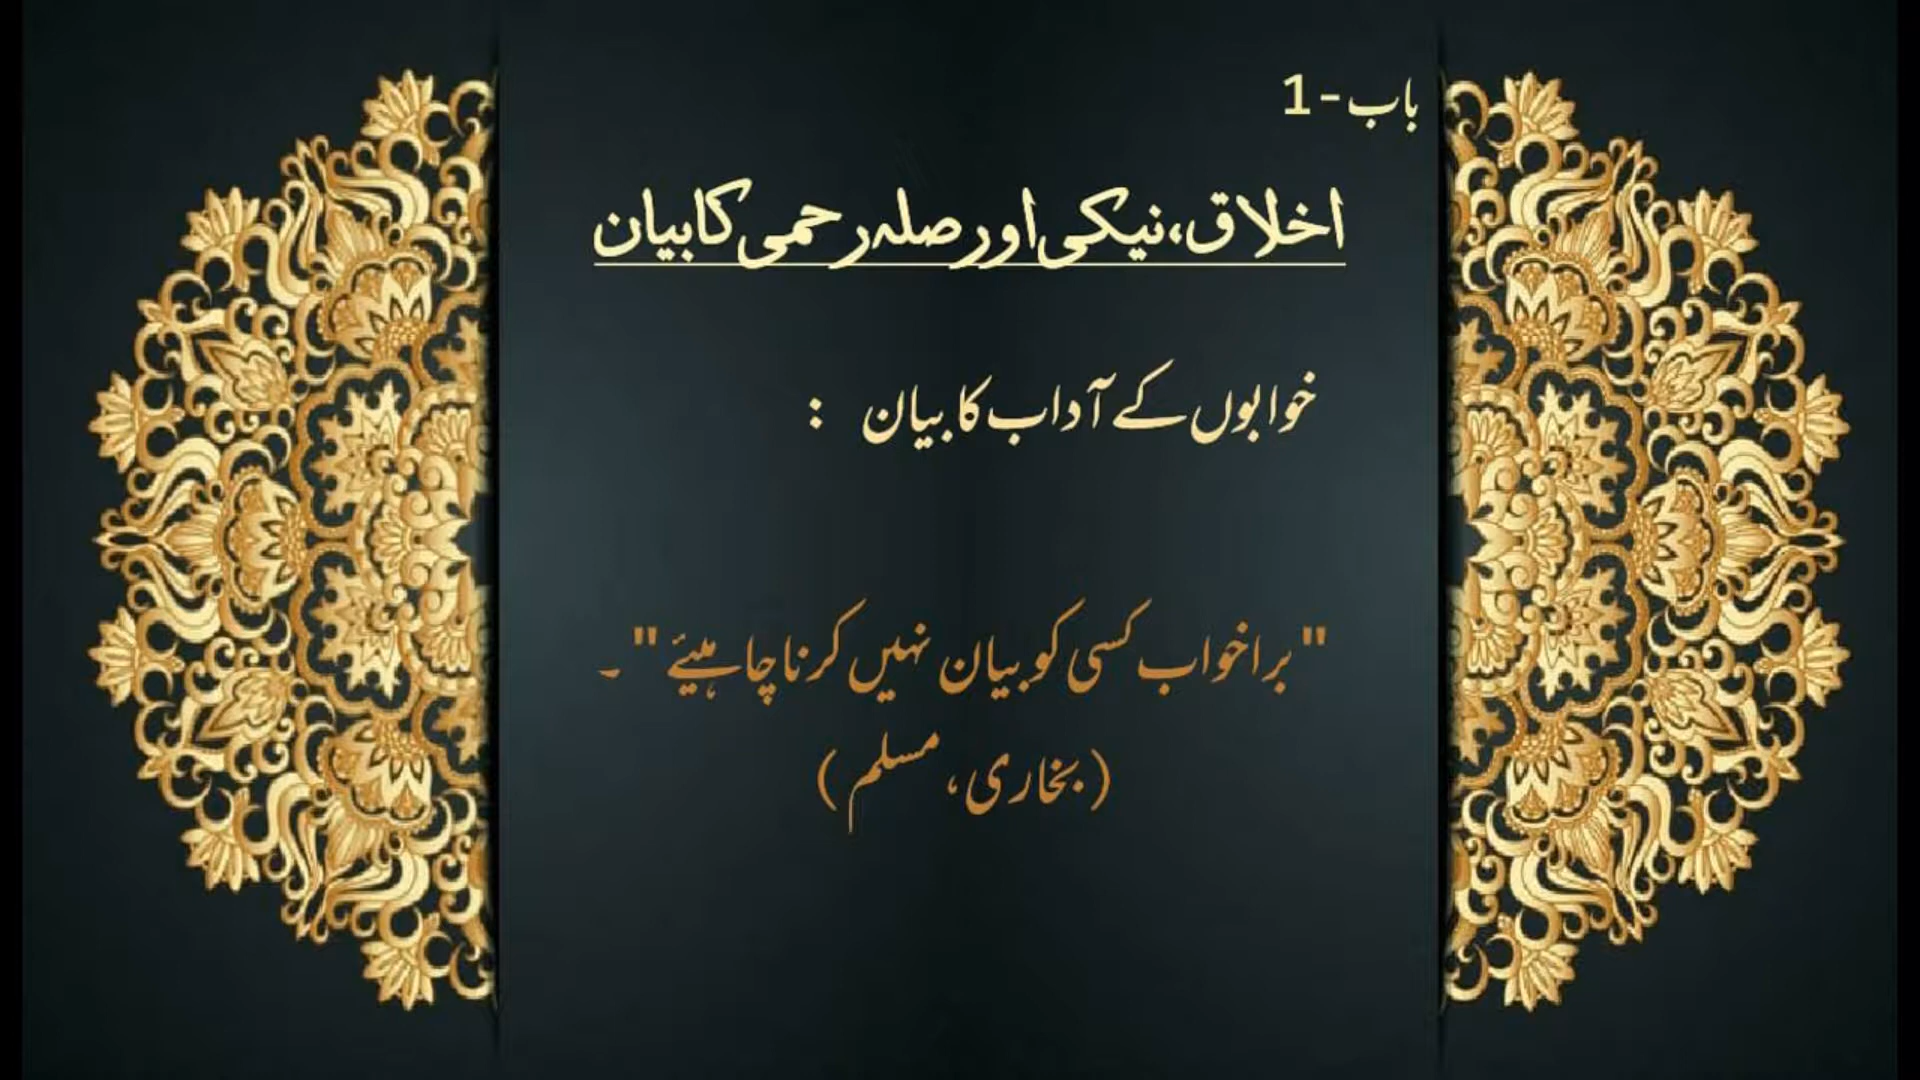 باب-1
اخلاق، نیکی اور صلہ رحمی کا بیان
خوابوں کے آداب کا بیان :
"برا خواب کسی کو بیان نہیں کرنا چاہیئے"۔
(بخاری، مسلم)